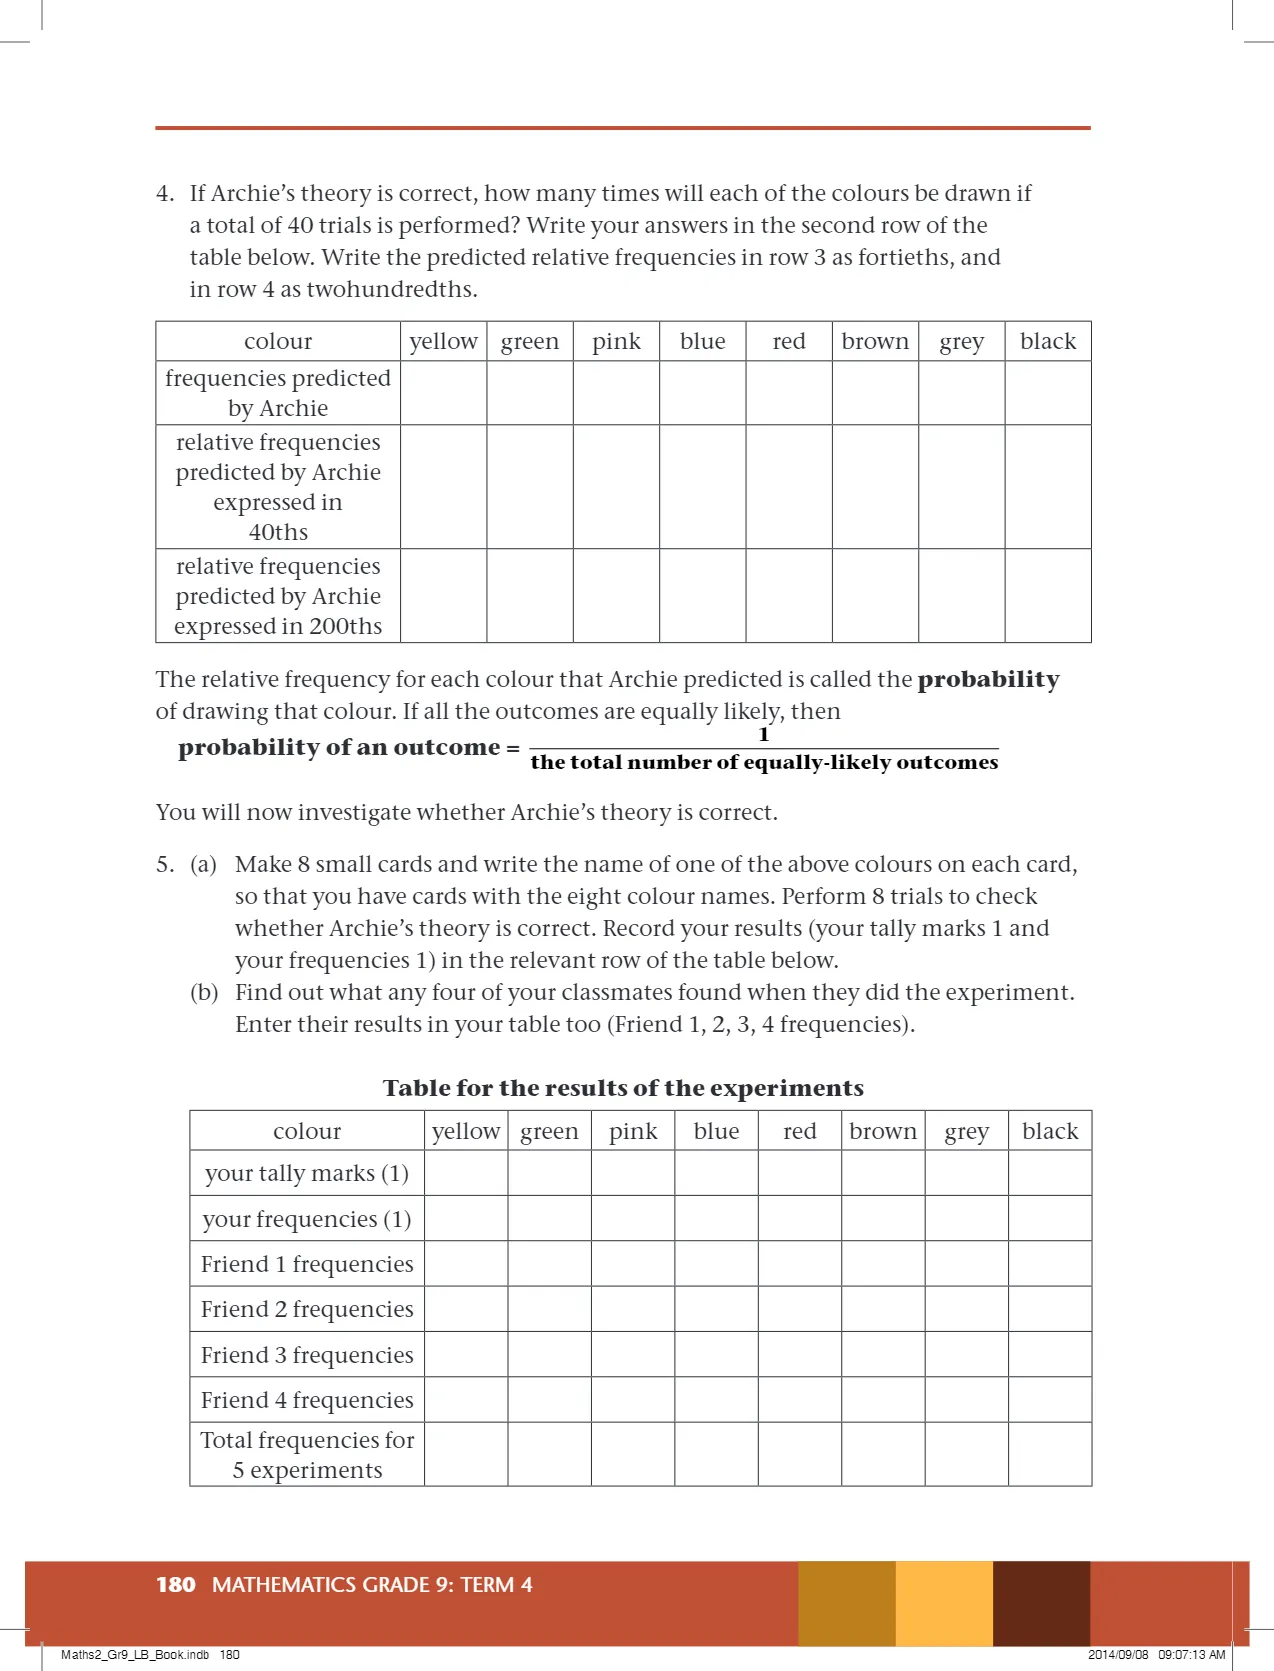 4. If Archie’s theory is correct, how many times will each of the colours be drawn if
a total of 40 trials is performed? Write your answers in the second row of the
table below. Write the predicted relative frequencies in row 3 as fortieths, and
in row 4 as twohundredths.
colour yellow green pink blue red brown grey black
frequencies predicted
by Archie
relative frequencies
predicted by Archie
expressed in
40ths
relative frequencies
predicted by Archie
expressed in 200ths
The relative frequency for each colour that Archie predicted is called the probability
of drawing that colour. If all the outcomes are equally likely, then
1
probability of an outcome =
the total number of equally-likely outcomes
You will now investigate whether Archie’s theory is correct.
5. (a) Make 8 small cards and write the name of one of the above colours on each card,
so that you have cards with the eight colour names. Perform 8 trials to check
whether Archie’s theory is correct. Record your results (your tally marks 1 and
your frequencies 1) in the relevant row of the table below.
(b) Find out what any four of your classmates found when they did the experiment.
Enter their results in your table too (Friend 1, 2, 3, 4 frequencies).
Table for the results of the experiments
colour yellow green pink blue red brown grey black
your tally marks (1)
your frequencies (1)
Friend 1 frequencies
Friend 2 frequencies
Friend 3 frequencies
Friend 4 frequencies
Total frequencies for
5 experiments
180 MATHEMATICS GRADE 9: TERM 4
Maths2_Gr9_LB_Book.indb 180 2014/09/08 09:07:13 AM